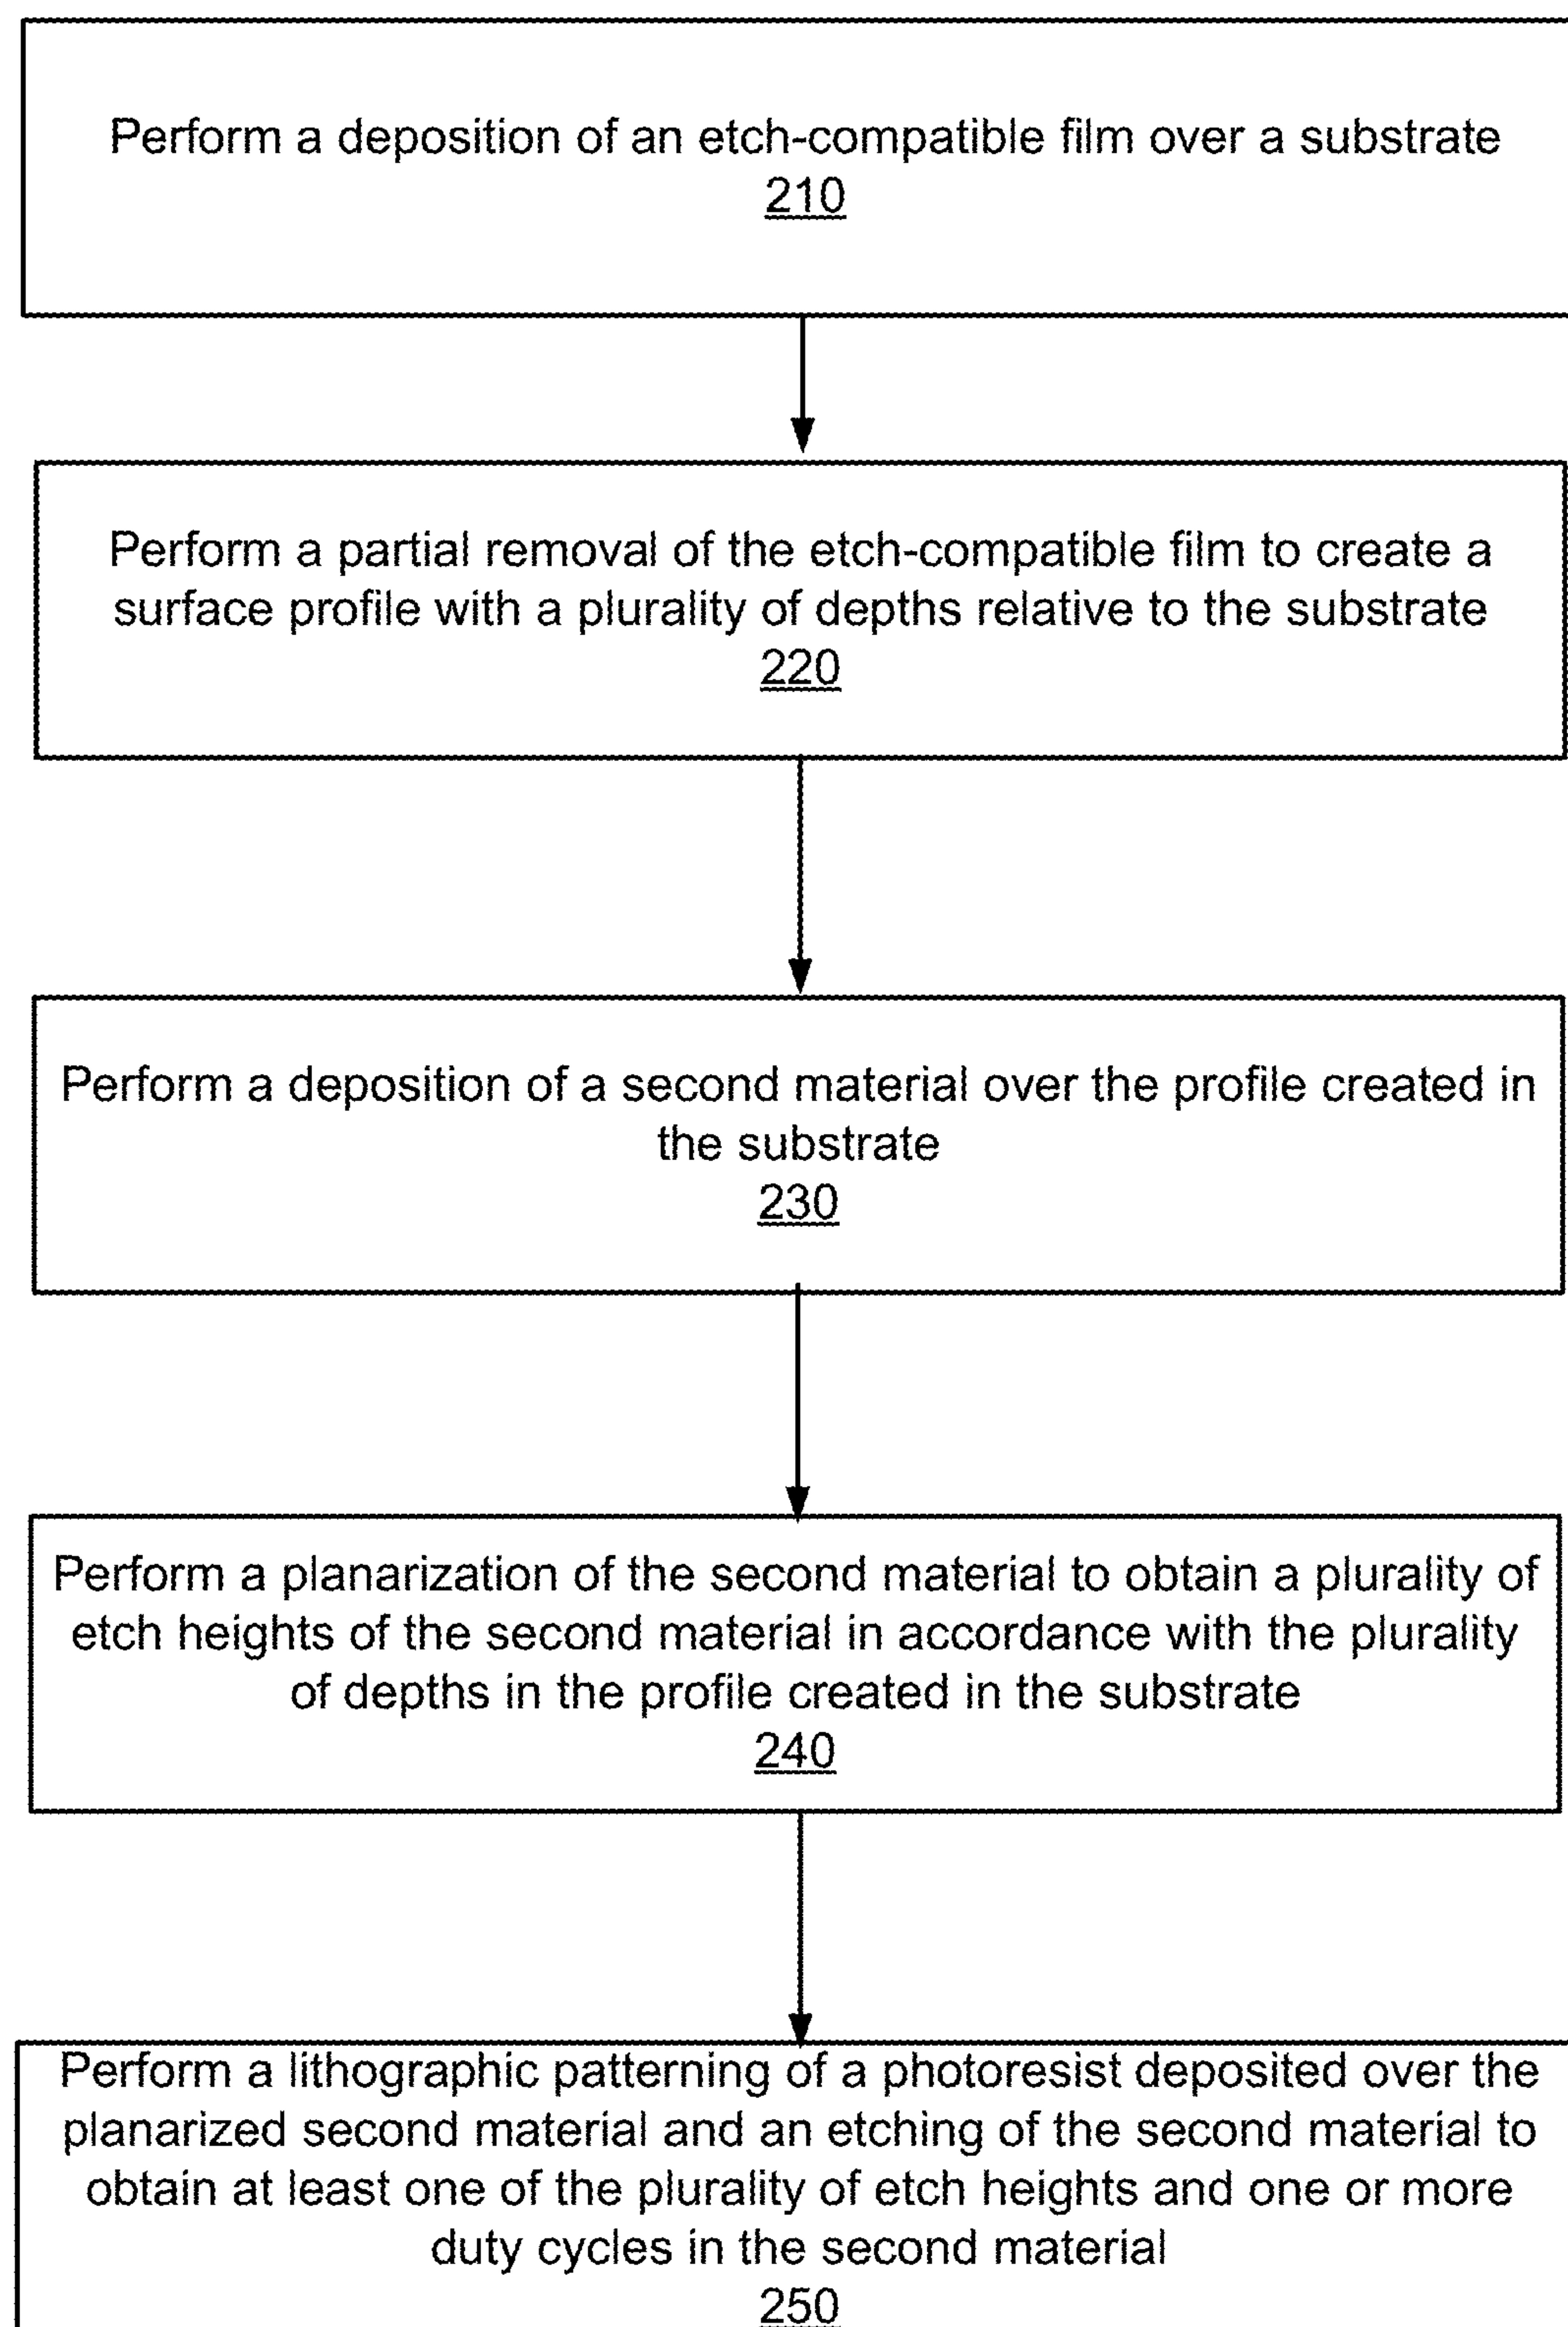 Perform a deposition of an etch-compatible film over a substrate
210
Perform a partial removal of the etch-compatible film to create a
surface profile with a plurality of depths relative to the substrate
220
Perform a deposition of a second material over the profile created in
the substrate
230
Perform a planarization of the second material to obtain a plurality of
etch heights of the second material in accordance with the plurality
of depths in the profile created in the substrate
240
Perform a lithographic patterning of a photoresist deposited over the
planarized second material and an etching of the second material to
obtain at least one of the plurality of etch heights and one or more
duty cycles in the second material
250